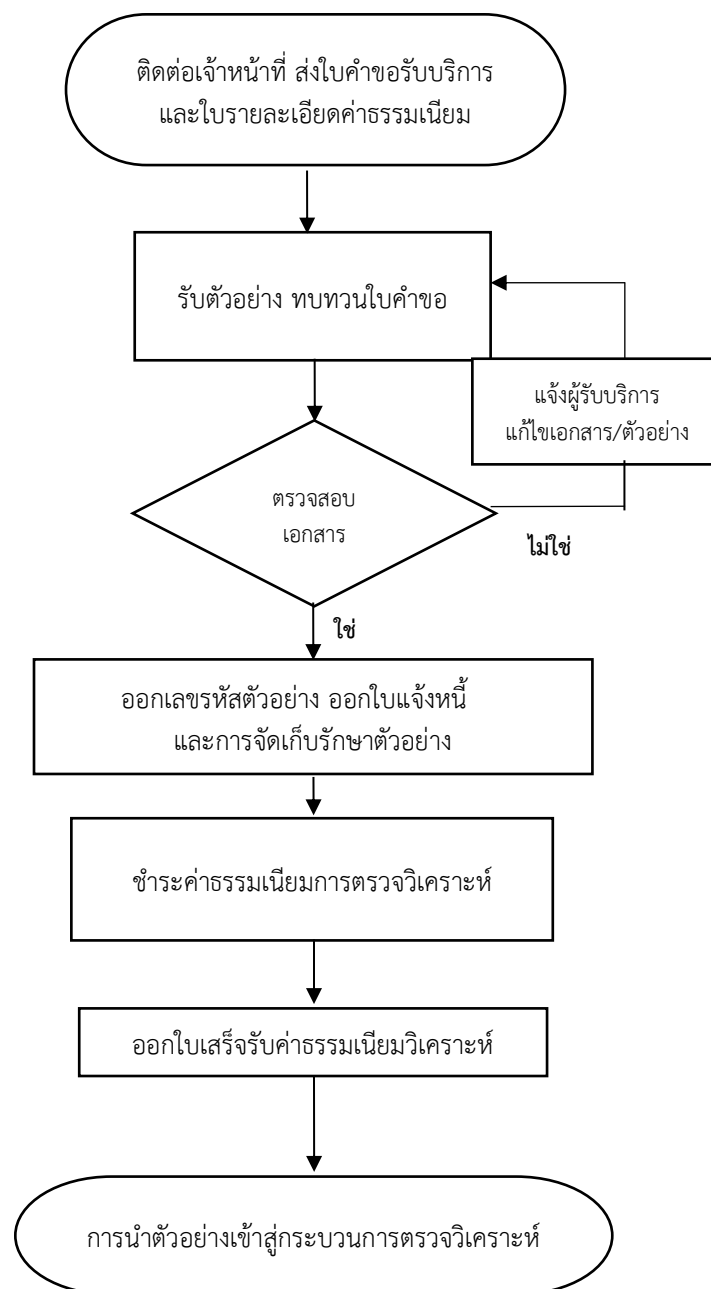 ติดต่อเจ้าหน้าที่ ส่งใบคำขอรับบริการ
และใบรายละเอียดค่าธรรมเนียม
รับตัวอย่าง ทบทวนใบคำขอ
แจ้งผู้รับบริการ
แก้ไขเอกสาร/ตัวอย่าง
ตรวจสอบ
เอกสาร
ไม่ใช่
ใช่
ออกเลขรหัสตัวอย่าง ออกใบแจ้งหนี้
และการจัดเก็บรักษาตัวอย่าง
ชำระค่าธรรมเนียมการตรวจวิเคราะห์
ออกใบเสร็จรับค่าธรรมเนียมวิเคราะห์
การนำตัวอย่างเข้าสู่กระบวนการตรวจวิเคราะห์